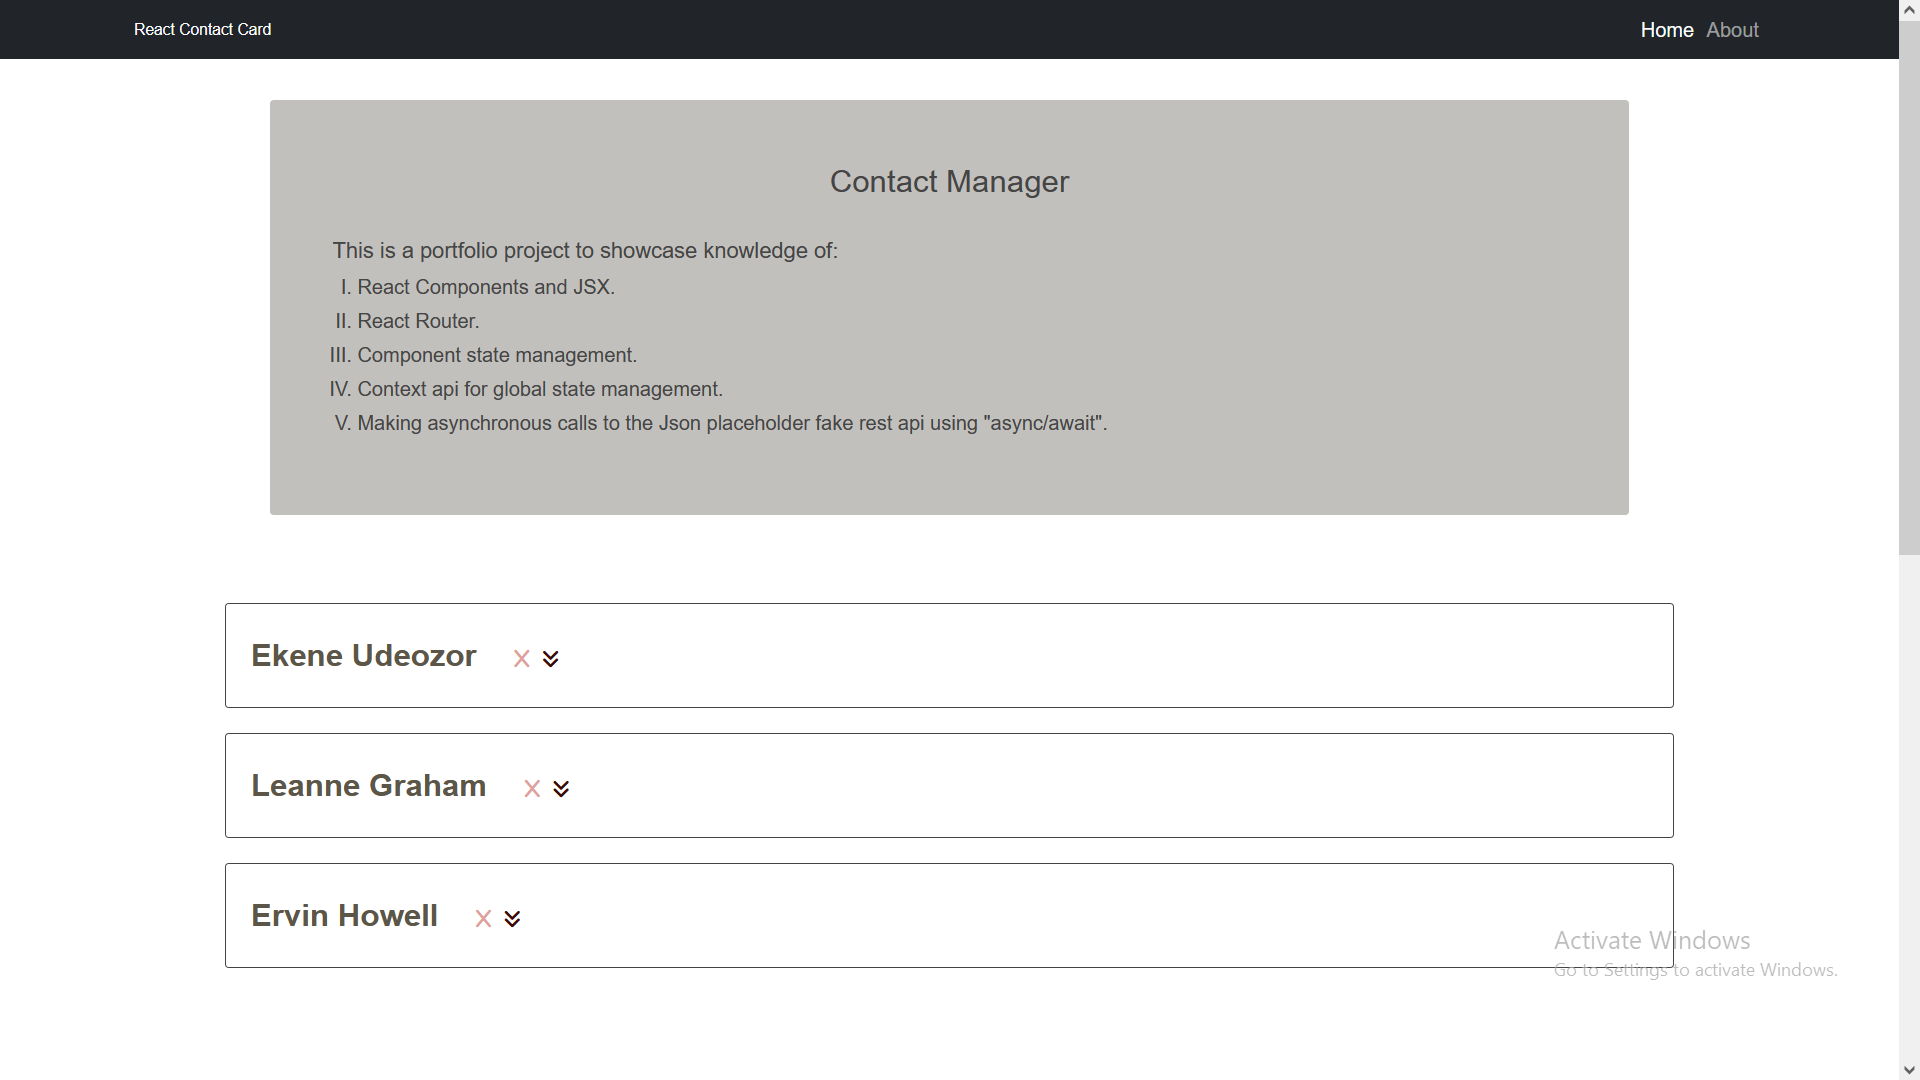 React Contact Card
Home About
Contact Manager
This is a portfolio project to showcase knowledge of:
I. React Components and JSX.
II. React Router.
III. Component state management.
IV. Context api for global state management.
V. Making asynchronous calls to the Json placeholder fake rest api using "async/await".
Ekene Udeozor
Leanne Graham
Ervin Howell
Activate Windows
Go to Settings to activate Windows.